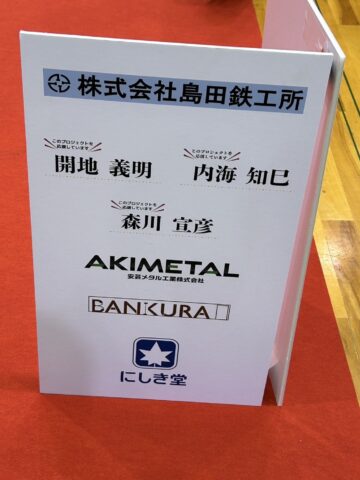 株式会社島田鉄工所
このプロジェクトを
応援しています
開地 義明
このプロジェクトを
応援しています
内海 知巳
このプロジェクトを
応援しています
森川 宣彦
AKIMETAL
安芸メタル工業株式会社
BANKURA
にしき堂